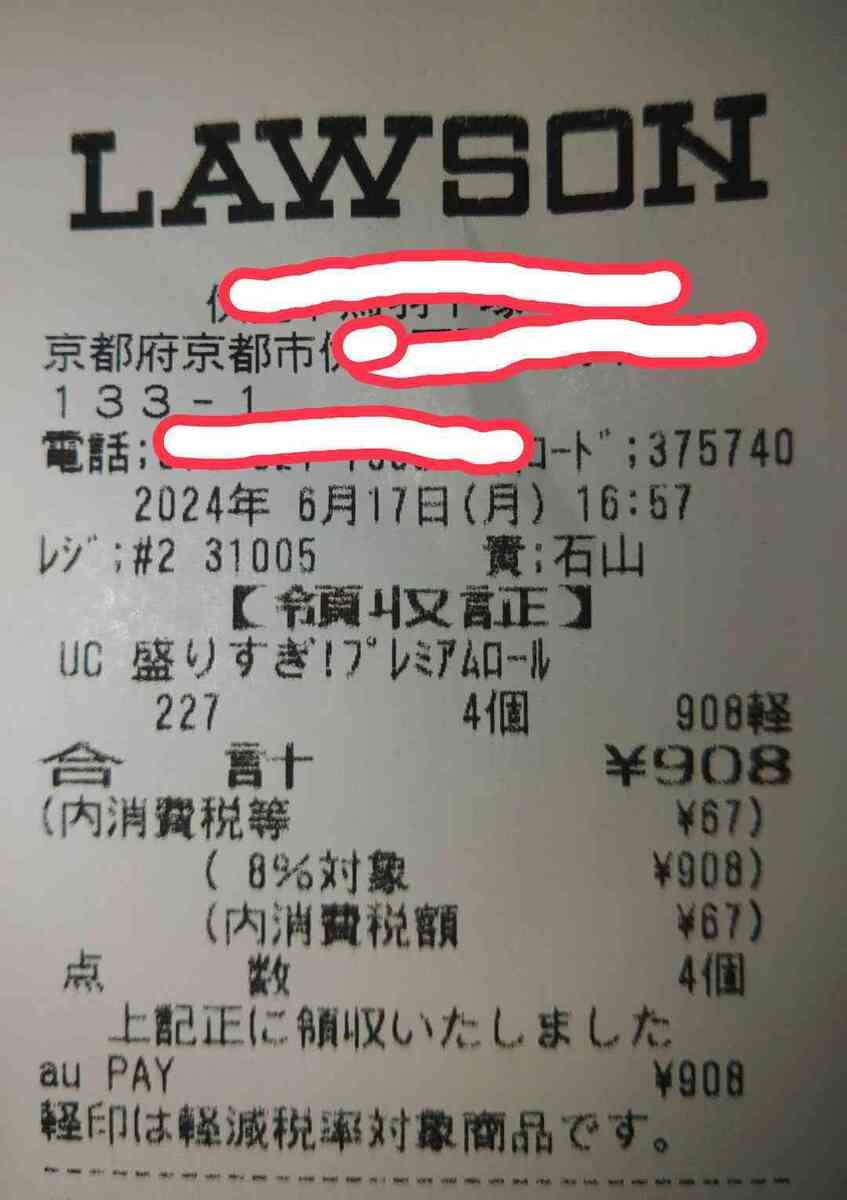 LAWSON
京都府京都市
133-1
電話; ｺｰﾄﾞ;375740
2024年 6月17日(月) 16:57
ﾚｼﾞ;#2 31005 責:石山
【領収証】
UC 盛りすぎ!ﾌﾟﾚﾐｱﾑﾛｰﾙ
227 4個 908軽
合 計 ¥908
(内消費税等 ¥67)
( 8%対象 ¥908)
(内消費税額 ¥67)
点 数 4個
上記正に領収いたしました
au PAY ¥908
軽印は軽減税率対象商品です。